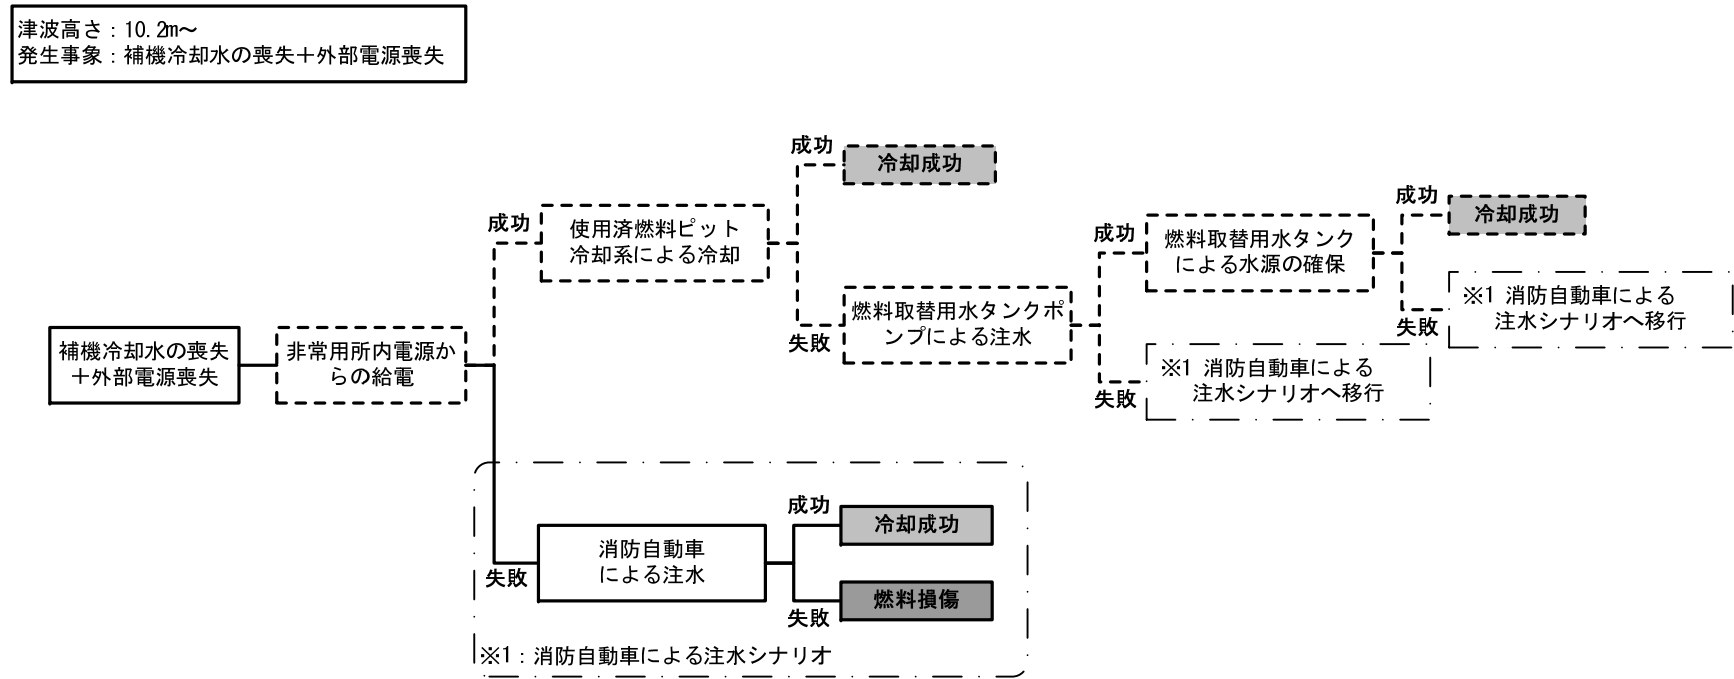 津波高さ：10.2m～
発生事象：補機冷却水の喪失＋外部電源喪失
成功
冷却成功
成功
使用済燃料ピット
冷却系による冷却
失敗
燃料取替用水タンクポ
ンプによる注水
成功
燃料取替用水タンク
による水源の確保
成功
冷却成功
失敗
※1 消防自動車による
注水シナリオへ移行
失敗
※1 消防自動車による
注水シナリオへ移行
補機冷却水の喪失
＋外部電源喪失
非常用所内電源か
らの給電
失敗
消防自動車
による注水
成功
冷却成功
失敗
燃料損傷
※1：消防自動車による注水シナリオ